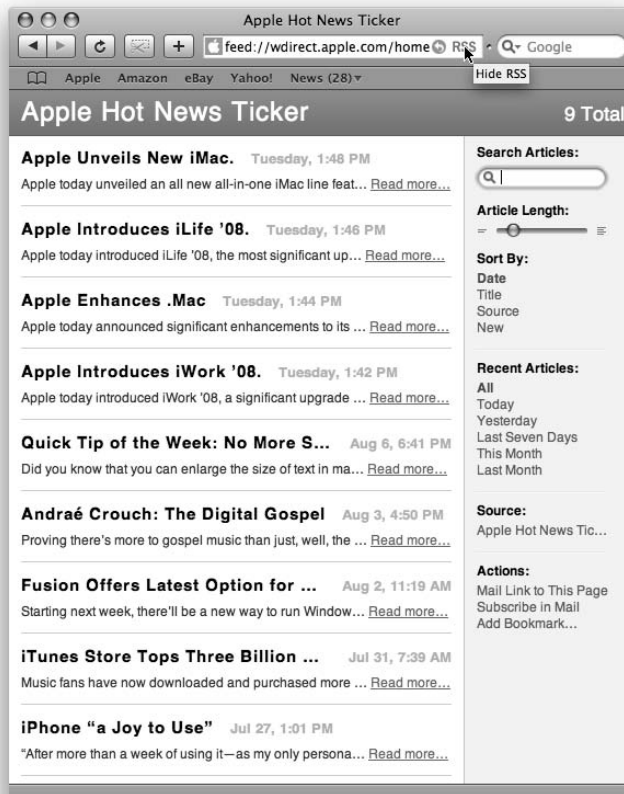 Apple Hot News Ticker
feed://wdirect.apple.com/home RSS Google
Hide RSS
Apple Amazon eBay Yahoo! News (28)
Apple Hot News Ticker 9 Total
Apple Unveils New iMac. Tuesday, 1:48 PM
Apple today unveiled an all new all-in-one iMac line feat... Read more...
Apple Introduces iLife ’08. Tuesday, 1:46 PM
Apple today introduced iLife ’08, the most significant up... Read more...
Apple Enhances .Mac Tuesday, 1:44 PM
Apple today announced significant enhancements to its ... Read more...
Apple Introduces iWork ’08. Tuesday, 1:42 PM
Apple today introduced iWork ’08, a significant upgrade ... Read more...
Quick Tip of the Week: No More S... Aug 6, 6:41 PM
Did you know that you can enlarge the size of text in ma... Read more...
Andraé Crouch: The Digital Gospel Aug 3, 4:50 PM
Proving there’s more to gospel music than just, well, the ... Read more...
Fusion Offers Latest Option for ... Aug 2, 11:19 AM
Starting next week, there’ll be a new way to run Window... Read more...
iTunes Store Tops Three Billion ... Jul 31, 7:39 AM
Music fans have now downloaded and purchased more ... Read more...
iPhone “a Joy to Use” Jul 27, 1:01 PM
“After more than a week of using it—as my only persona... Read more...
Search Articles:
Article Length:
Sort By:
Date
Title
Source
New
Recent Articles:
All
Today
Yesterday
Last Seven Days
This Month
Last Month
Source:
Apple Hot News Tic...
Actions:
Mail Link to This Page
Subscribe in Mail
Add Bookmark...